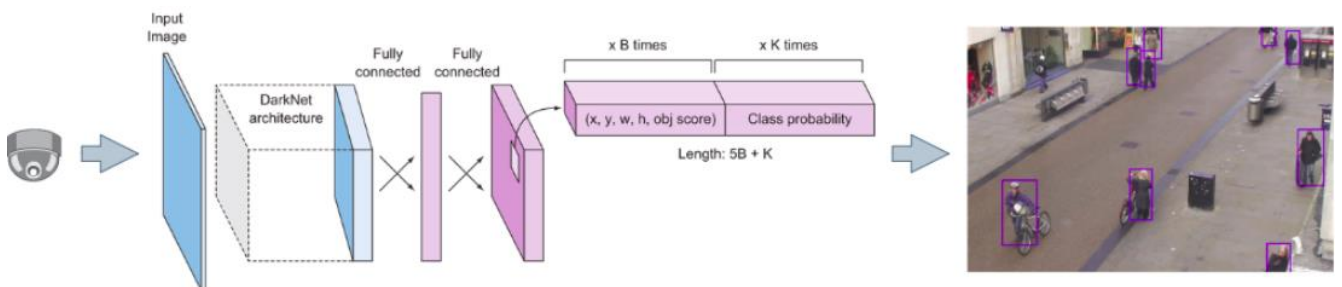 Input
Image
DarkNet
architecture
Fully
connected
Fully
connected
x B times
x K times
(x, y, w, h, obj score)
Class probability
Length: 5B + K